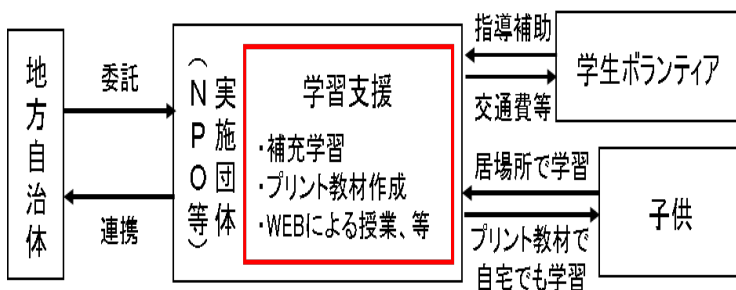 地方自治体
委託
連携
実施団体
(NPO等)
学習支援
・補充学習
・プリント教材作成
・WEBによる授業、等
指導補助
交通費等
学生ボランティア
居場所で学習
プリント教材で
自宅でも学習
子供